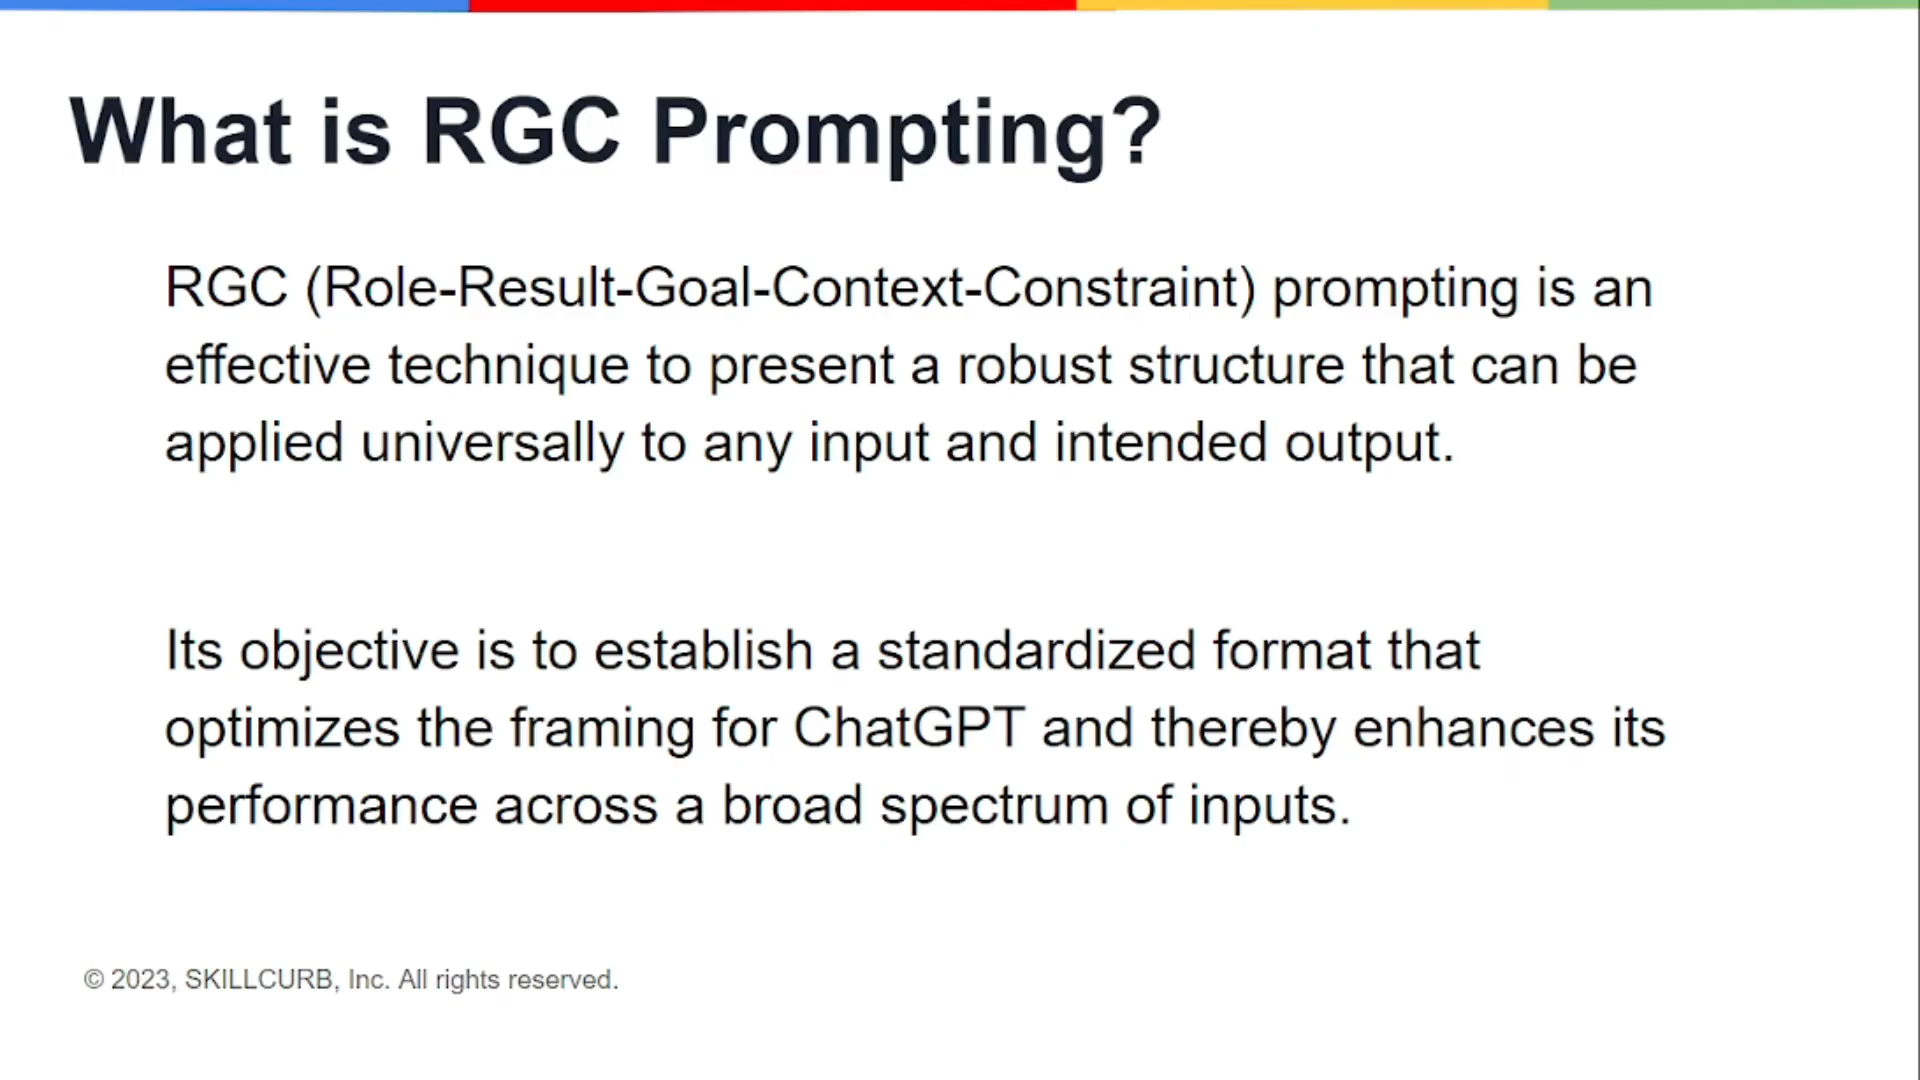 What is RGC Prompting?
RGC (Role-Result-Goal-Context-Constraint) prompting is an
effective technique to present a robust structure that can be
applied universally to any input and intended output.
Its objective is to establish a standardized format that
optimizes the framing for ChatGPT and thereby enhances its
performance across a broad spectrum of inputs.
© 2023, SKILLCURB, Inc. All rights reserved.